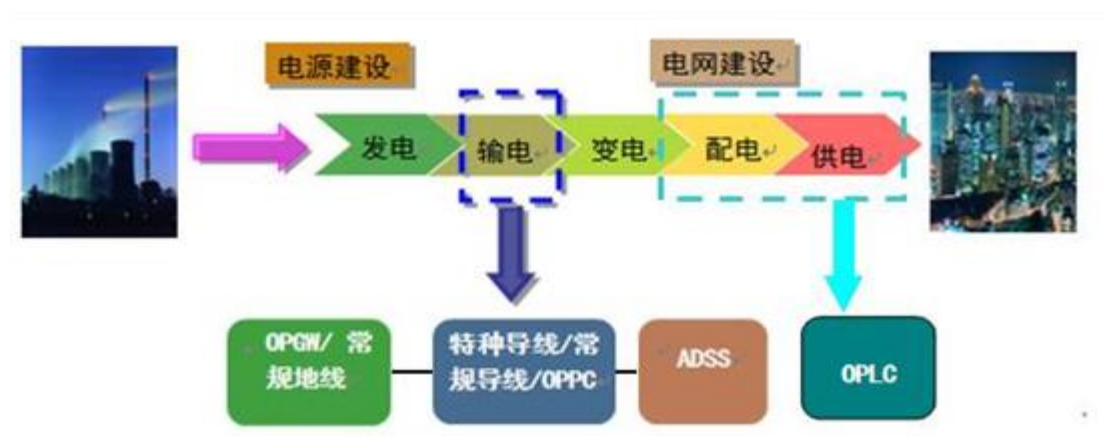 电源建设
电网建设
发电
输电
变电
配电
供电
OPGW/ 常
规地线
特种导线/常
规导线/OPPC
ADSS
OPLC